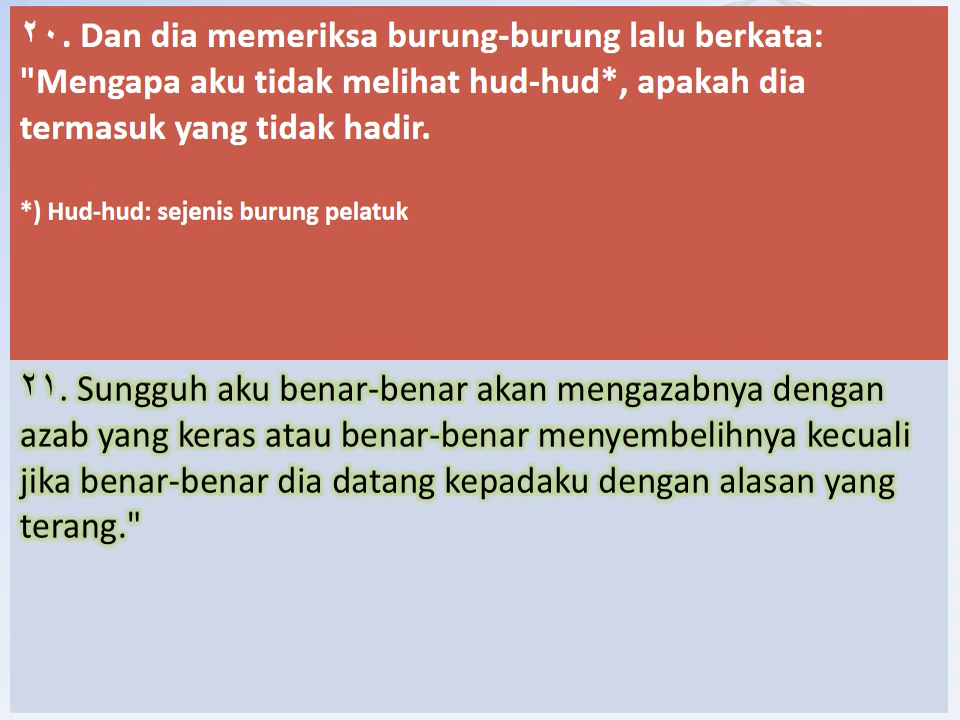 ٢٠. Dan dia memeriksa burung-burung lalu berkata:
"Mengapa aku tidak melihat hud-hud*, apakah dia
termasuk yang tidak hadir.
*) Hud-hud: sejenis burung pelatuk
٢١. Sungguh aku benar-benar akan mengazabnya dengan
azab yang keras atau benar-benar menyembelihnya kecuali
jika benar-benar dia datang kepadaku dengan alasan yang
terang."